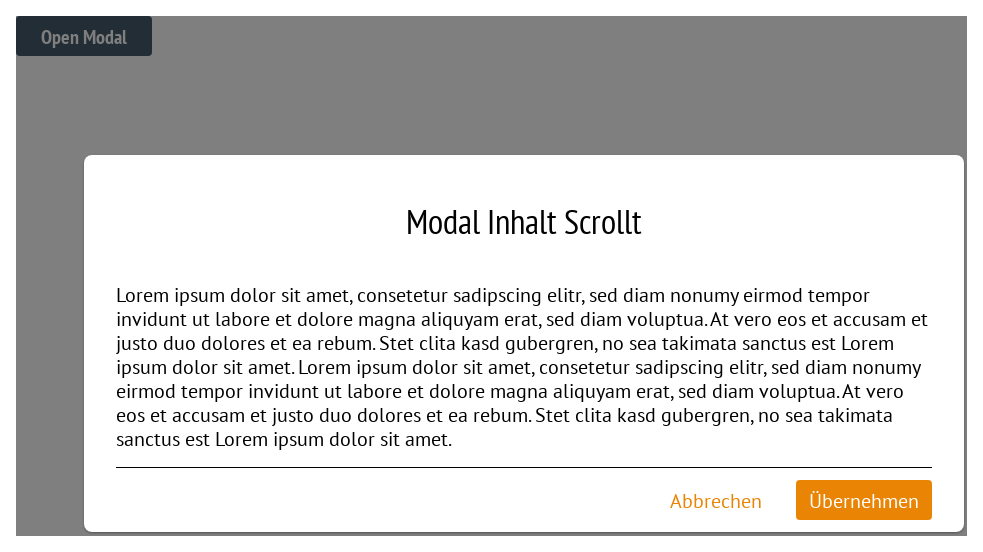 Open Modal
Modal Inhalt Scrollt
Lorem ipsum dolor sit amet, consetetur sadipscing elitr, sed diam nonumy eirmod tempor
invidunt ut labore et dolore magna aliquyam erat, sed diam voluptua. At vero eos et accusam et
justo duo dolores et ea rebum. Stet clita kasd gubergren, no sea takimata sanctus est Lorem
ipsum dolor sit amet. Lorem ipsum dolor sit amet, consetetur sadipscing elitr, sed diam nonumy
eirmod tempor invidunt ut labore et dolore magna aliquyam erat, sed diam voluptua. At vero
eos et accusam et justo duo dolores et ea rebum. Stet clita kasd gubergren, no sea takimata
sanctus est Lorem ipsum dolor sit amet.
Abbrechen Übernehmen